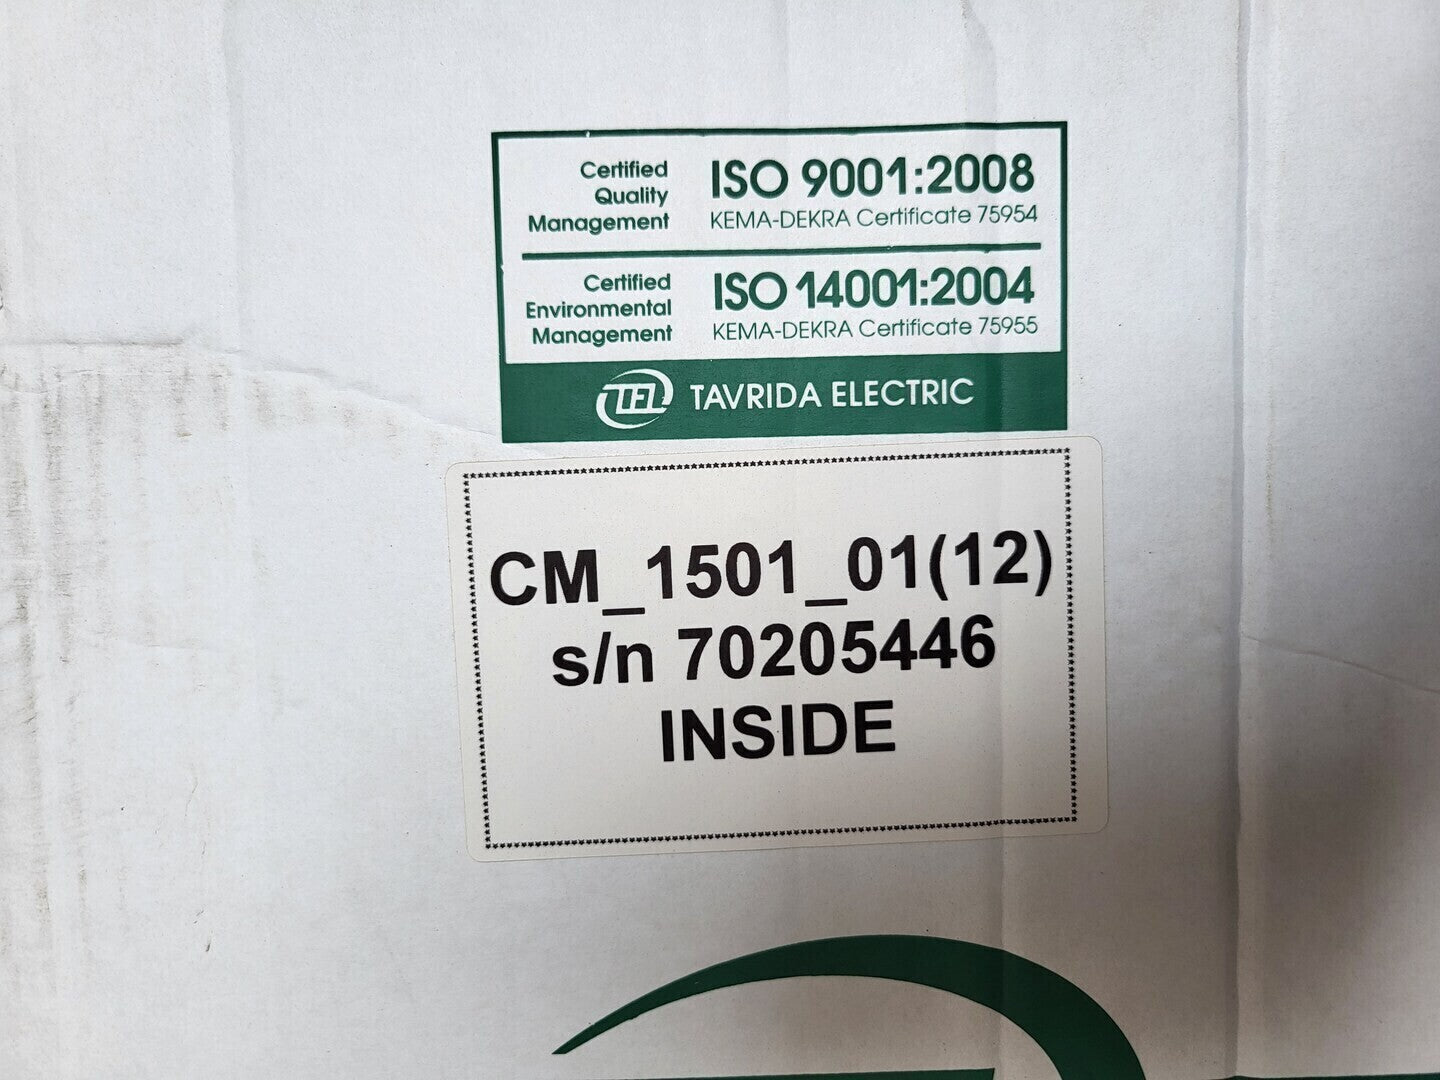 Certified
Quality
Management
ISO 9001:2008
KEMA-DEKRA Certificate 75954
Certified
Environmental
Management
ISO 14001:2004
KEMA-DEKRA Certificate 75955
TEL TAVRIDA ELECTRIC
CM_1501_01(12)
s/n 70205446
INSIDE